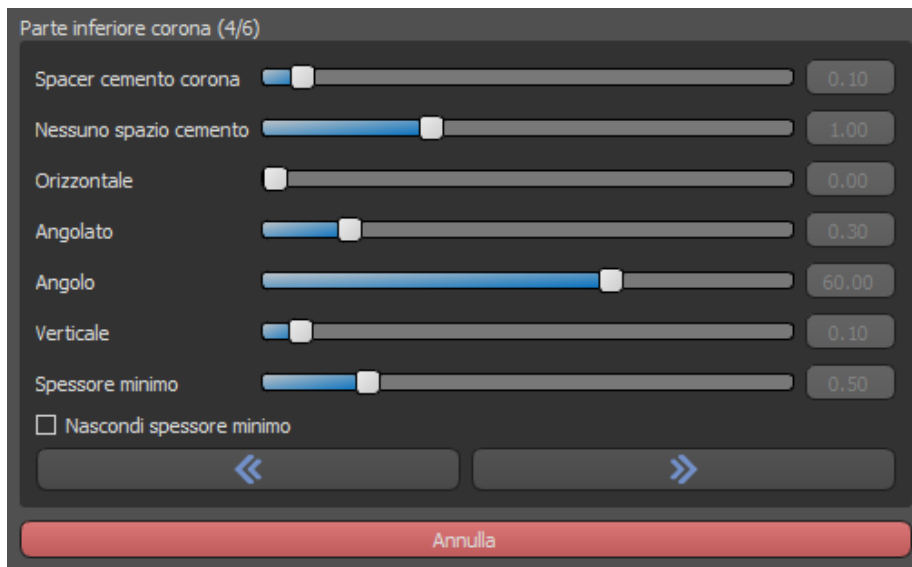 Parte inferiore corona (4/6)
Spacer cemento corona 0.10
Nessuno spazio cemento 1.00
Orizzontale 0.00
Angolato 0.30
Angolo 60.00
Verticale 0.10
Spessore minimo 0.50
Nascondi spessore minimo
Annulla